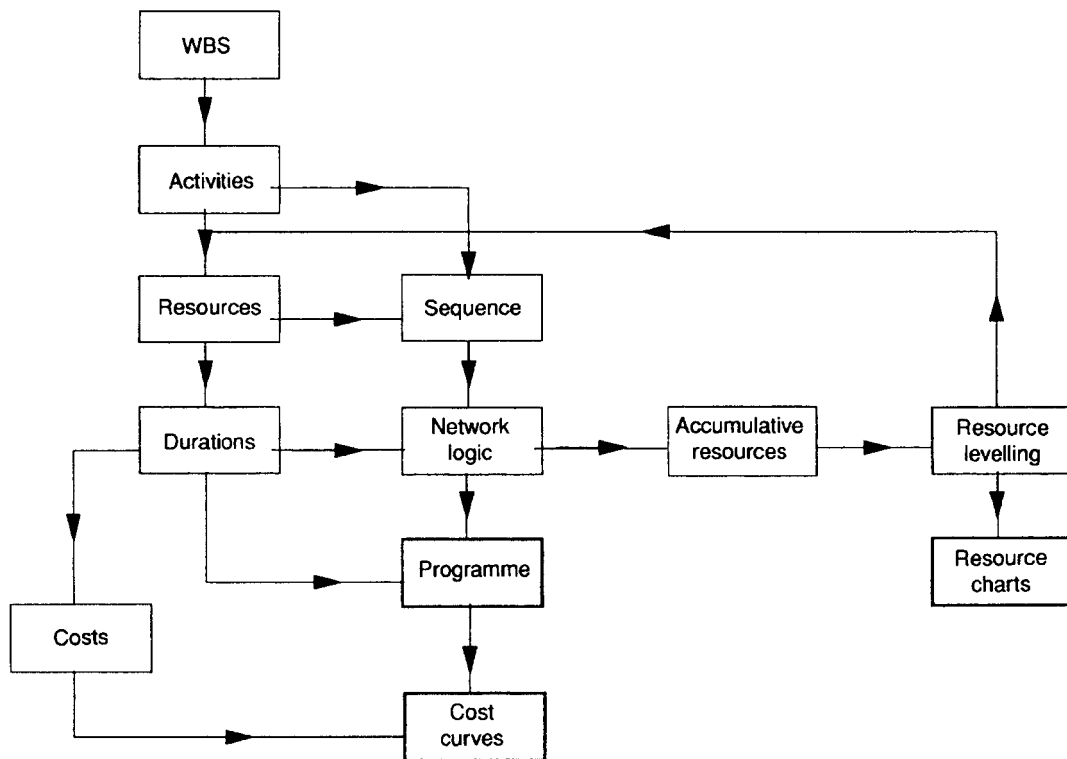 WBS
Activities
Resources
Sequence
Durations
Network
logic
Accumulative
resources
Resource
levelling
Programme
Resource
charts
Costs
Cost
curves